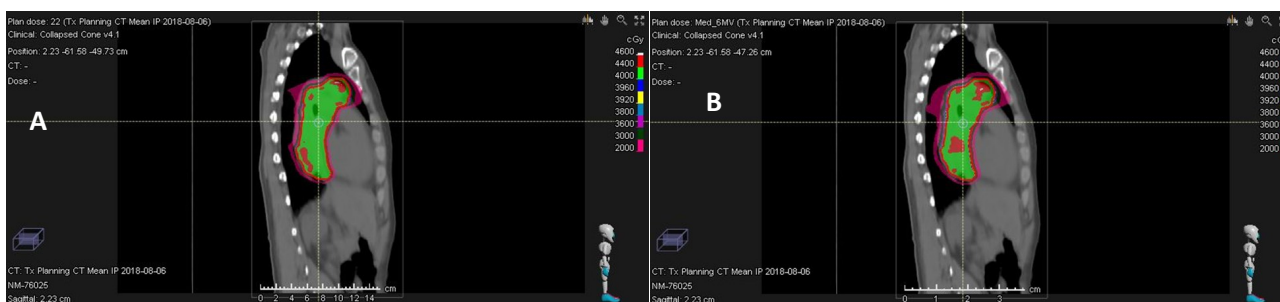 Plan dose: 22 (Tx Planning CT Mean IP 2018-08-06)
Clinical: Collapsed Cone v4.1
Position: 2.23 -61.58 -49.73 cm
CT: -
Dose: -
cGy
4600
4400
4000
3960
3920
3800
3600
3000
2000
A
CT: Tx Planning CT Mean IP 2018-08-06
NM-76025
Sagittal: 2.23 cm
0 2 4 6 8 10 12 14 cm
Plan dose: Med_6MV (Tx Planning CT Mean IP 2018-08-06)
Clinical: Collapsed Cone v4.1
Position: 2.23 -61.58 -47.26 cm
CT: -
Dose: -
cG
4600
4400
4000
3960
3920
3800
3600
3000
2000
B
CT: Tx Planning CT Mean IP 2018-08-06
NM-76025
Sagittal: 2.23 cm
0 1 2 3 cm